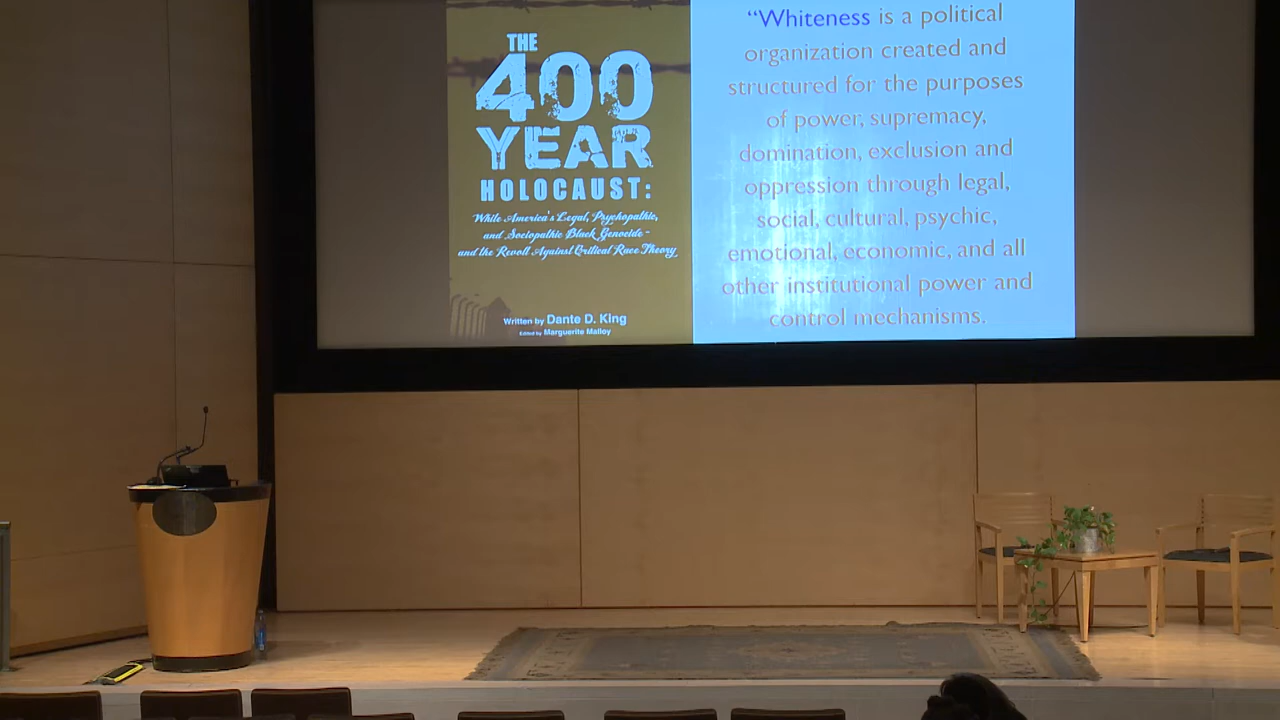 THE
400
YEAR
HOLOCAUST:
White America's Legal, Psychopathic,
and Sociopathic Black Genocide -
and the Revolt Against Critical Race Theory
Written by Dante D. King
Edited by Marguerite Malloy
“Whiteness is a political
organization created and
structured for the purposes
of power, supremacy,
domination, exclusion and
oppression through legal,
social, cultural, psychic,
emotional, economic, and all
other institutional power and
control mechanisms.